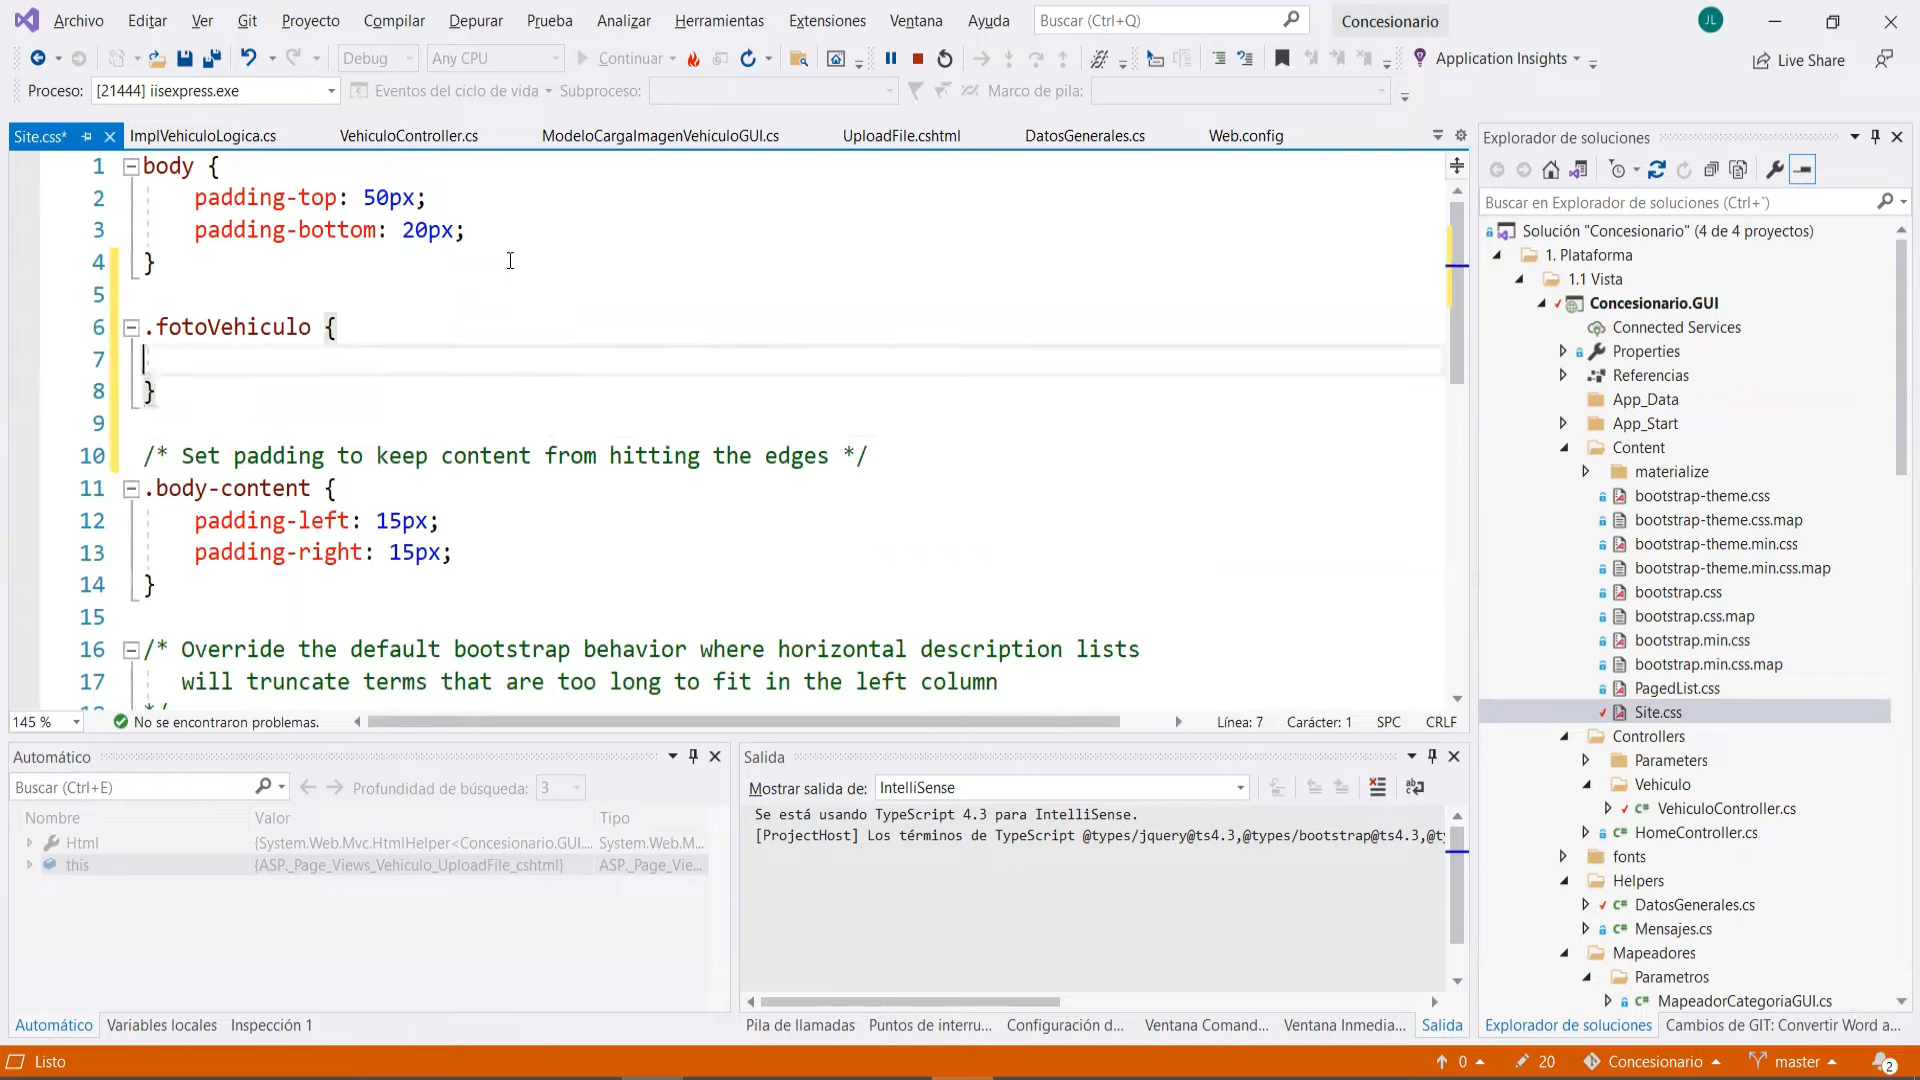 Archivo Editar Ver Git Proyecto Compilar Depurar Prueba Analizar Herramientas Extensiones Ventana Ayuda Buscar (Ctrl+Q) Concesionario JL
Debug Any CPU Continuar Application Insights Live Share
Proceso: [21444] iisexpress.exe Eventos del ciclo de vida Subproceso: Marco de pila:
Site.css* ImplVehiculoLogica.cs VehiculoController.cs ModeloCargaImagenVehiculoGUI.cs UploadFile.cshtml DatosGenerales.cs Web.config
1 body {
2 padding-top: 50px;
3 padding-bottom: 20px;
4 }
5
6 .fotoVehiculo {
7
8 }
9
10 /* Set padding to keep content from hitting the edges */
11 .body-content {
12 padding-left: 15px;
13 padding-right: 15px;
14 }
15
16 /* Override the default bootstrap behavior where horizontal description lists
17 will truncate terms that are too long to fit in the left column
*/
145 % No se encontraron problemas. Línea: 7 Carácter: 1 SPC CRLF
Automático
Buscar (Ctrl+E) Profundidad de búsqueda: 3
Nombre Valor Tipo
Html {System.Web.Mvc.HtmlHelper<Concesionario.GUI.... System.Web.M...
this {ASP._Page_Views_Vehiculo_UploadFile_cshtml} ASP._Page_Vie...
Automático Variables locales Inspección 1
Salida
Mostrar salida de: IntelliSense
Se está usando TypeScript 4.3 para IntelliSense.
[ProjectHost] Los términos de TypeScript @types/jquery@ts4.3,@types/bootstrap@ts4.3,@ty
Pila de llamadas Puntos de interru... Configuración d... Ventana Comand... Ventana Inmedia... Salida
Explorador de soluciones
Buscar en Explorador de soluciones (Ctrl+`)
Solución "Concesionario" (4 de 4 proyectos)
1. Plataforma
1.1 Vista
Concesionario.GUI
Connected Services
Properties
Referencias
App_Data
App_Start
Content
materialize
bootstrap-theme.css
bootstrap-theme.css.map
bootstrap-theme.min.css
bootstrap-theme.min.css.map
bootstrap.css
bootstrap.css.map
bootstrap.min.css
bootstrap.min.css.map
PagedList.css
Site.css
Controllers
Parameters
Vehiculo
VehiculoController.cs
HomeController.cs
fonts
Helpers
DatosGenerales.cs
Mensajes.cs
Mapeadores
Parametros
MapeadorCategoriaGUI.cs
Explorador de soluciones Cambios de GIT: Convertir Word a...
Listo 0 20 Concesionario master 2